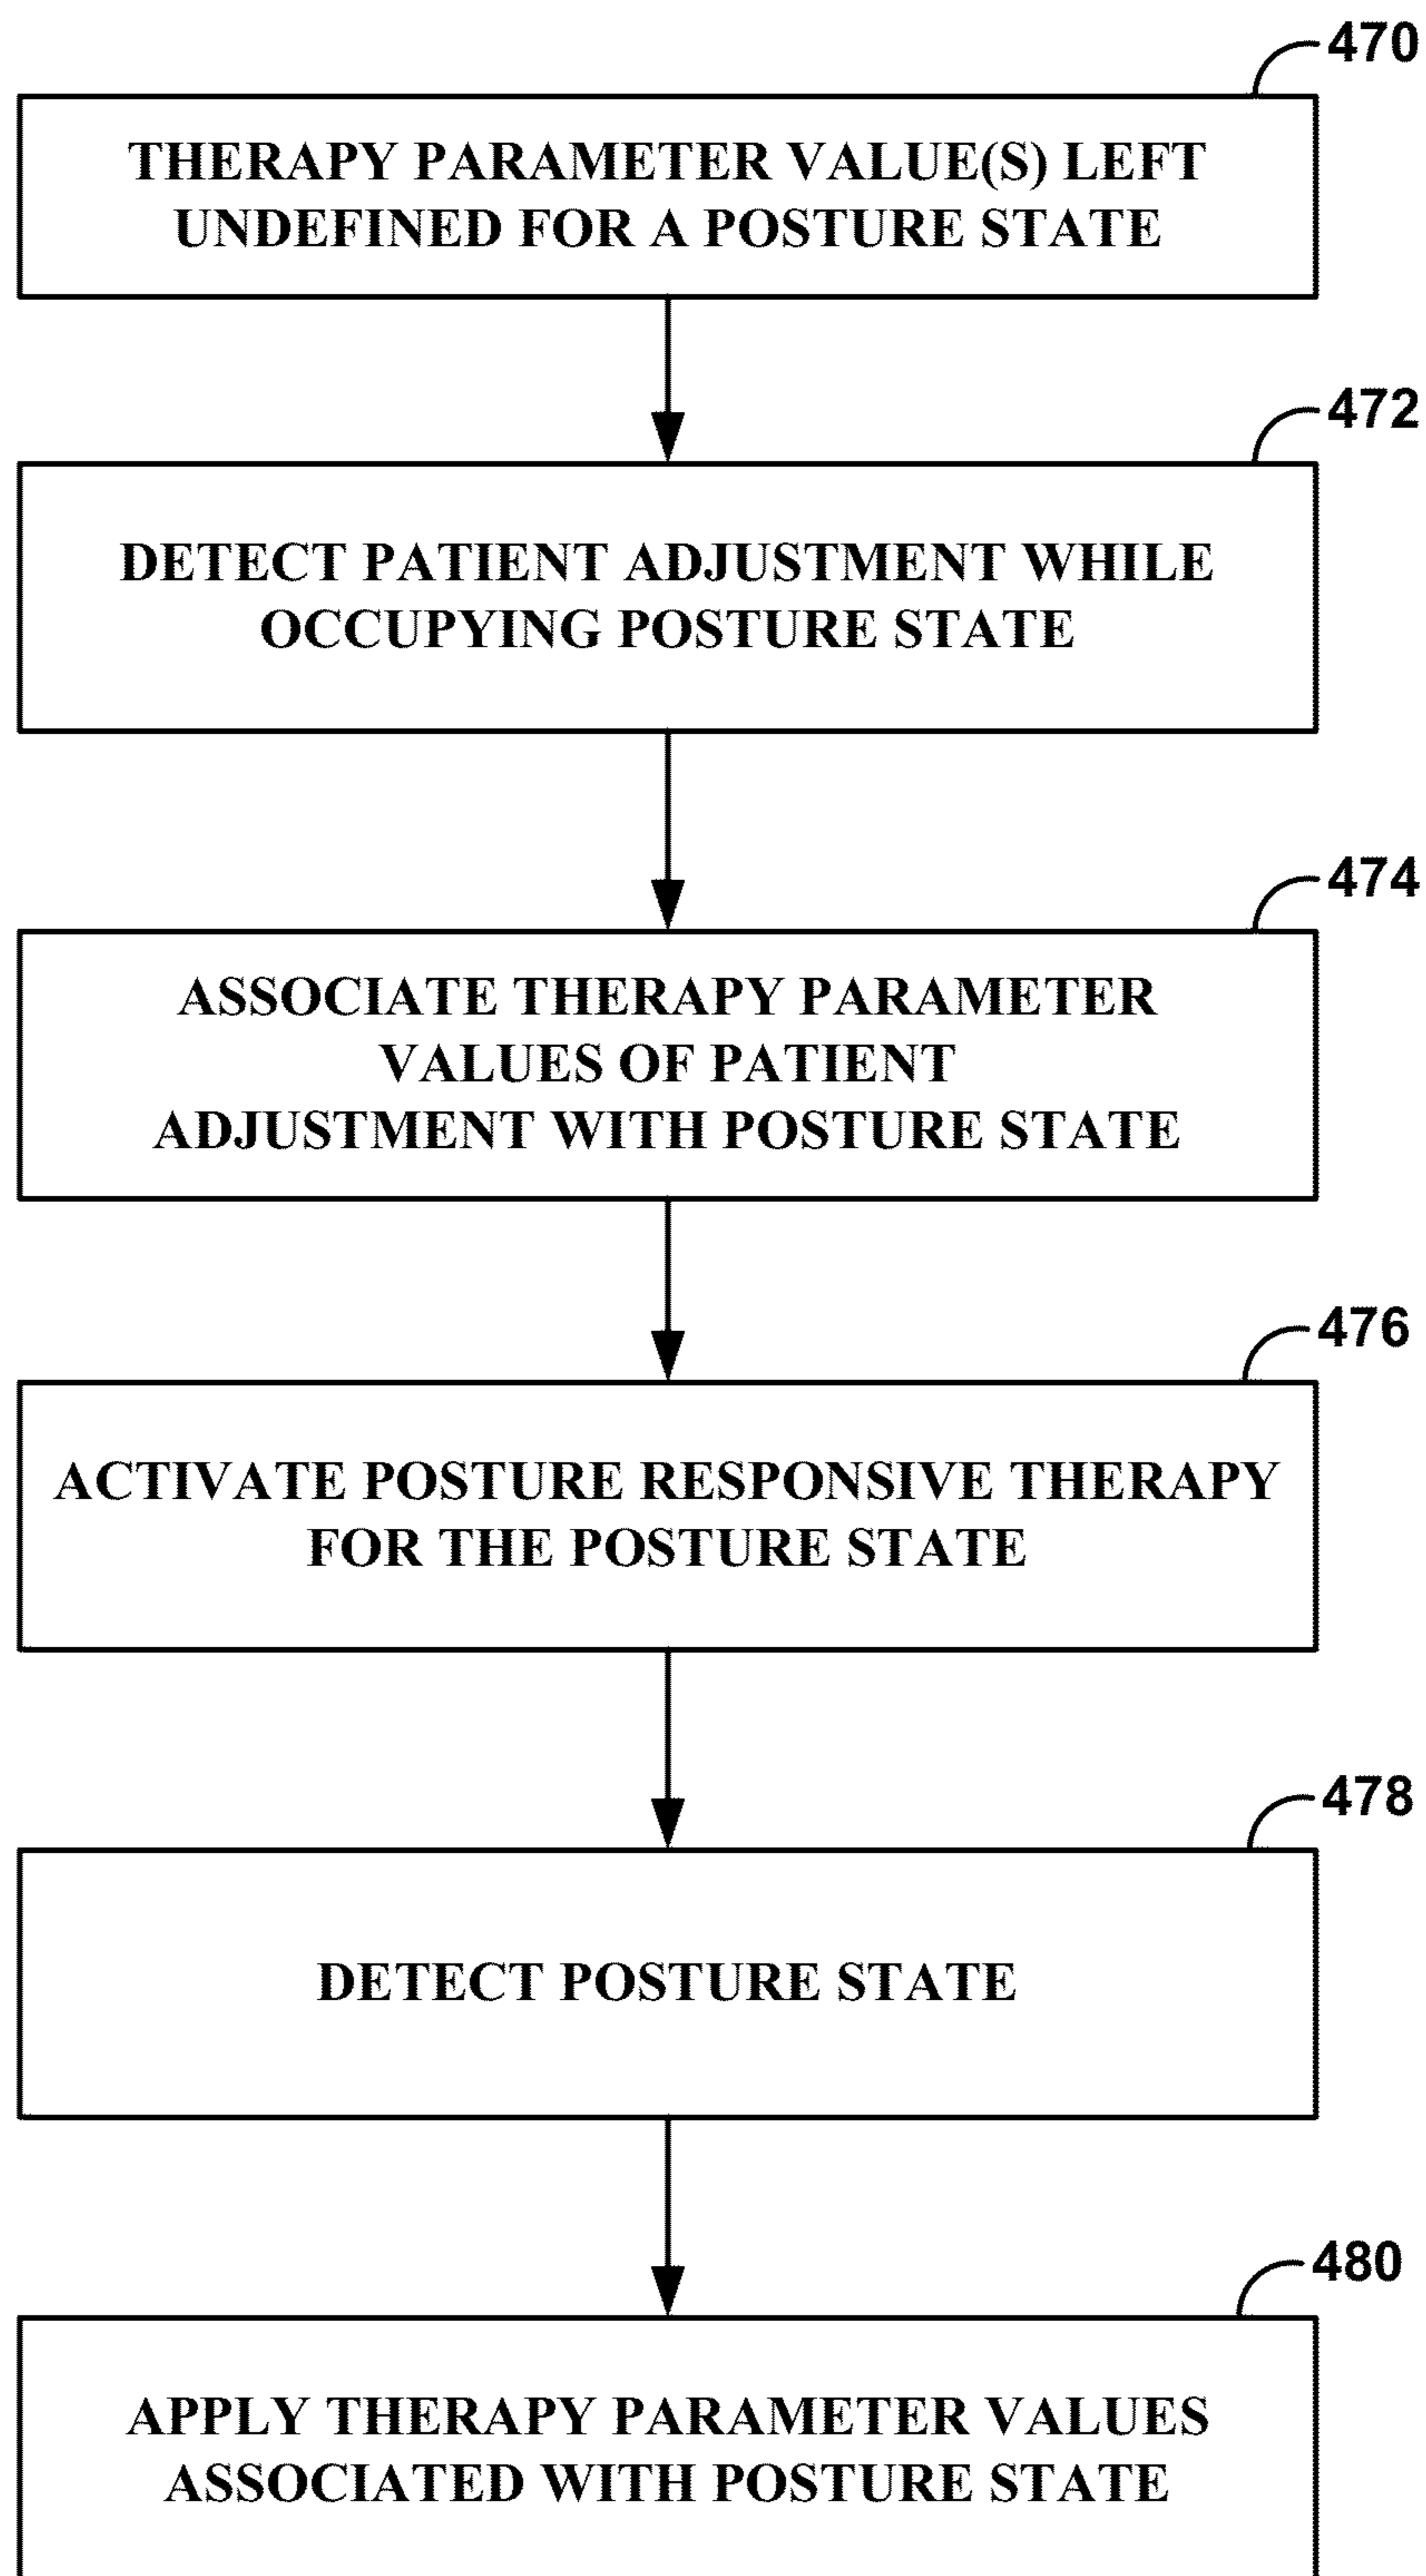 470
THERAPY PARAMETER VALUE(S) LEFT
UNDEFINED FOR A POSTURE STATE
472
DETECT PATIENT ADJUSTMENT WHILE
OCCUPYING POSTURE STATE
474
ASSOCIATE THERAPY PARAMETER
VALUES OF PATIENT
ADJUSTMENT WITH POSTURE STATE
476
ACTIVATE POSTURE RESPONSIVE THERAPY
FOR THE POSTURE STATE
478
DETECT POSTURE STATE
480
APPLY THERAPY PARAMETER VALUES
ASSOCIATED WITH POSTURE STATE